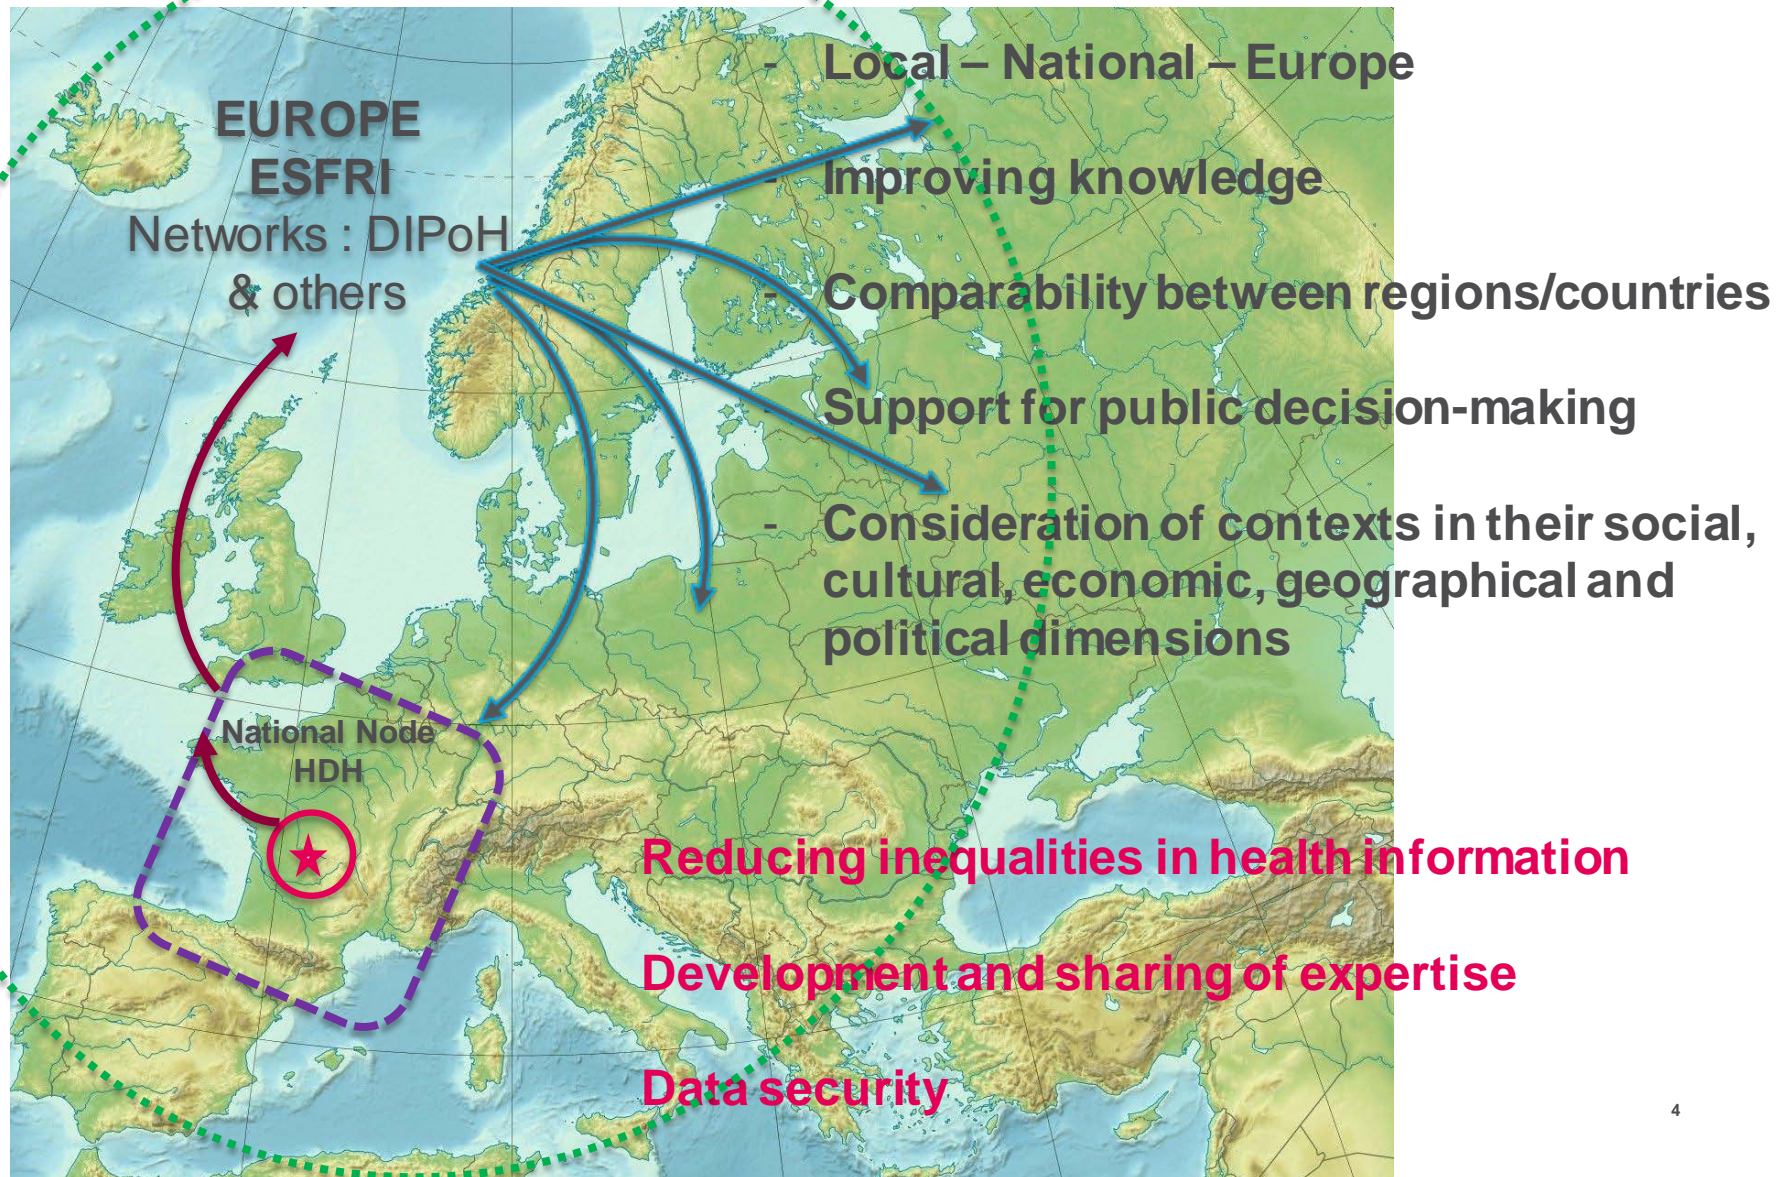 EUROPE
ESFRI
Networks : DIPoH
& others
- Local – National – Europe
- Improving knowledge
- Comparability between regions/countries
- Support for public decision-making
- Consideration of contexts in their social,
cultural, economic, geographical and
political dimensions
National Node
HDH
Reducing inequalities in health information
Development and sharing of expertise
Data security
4